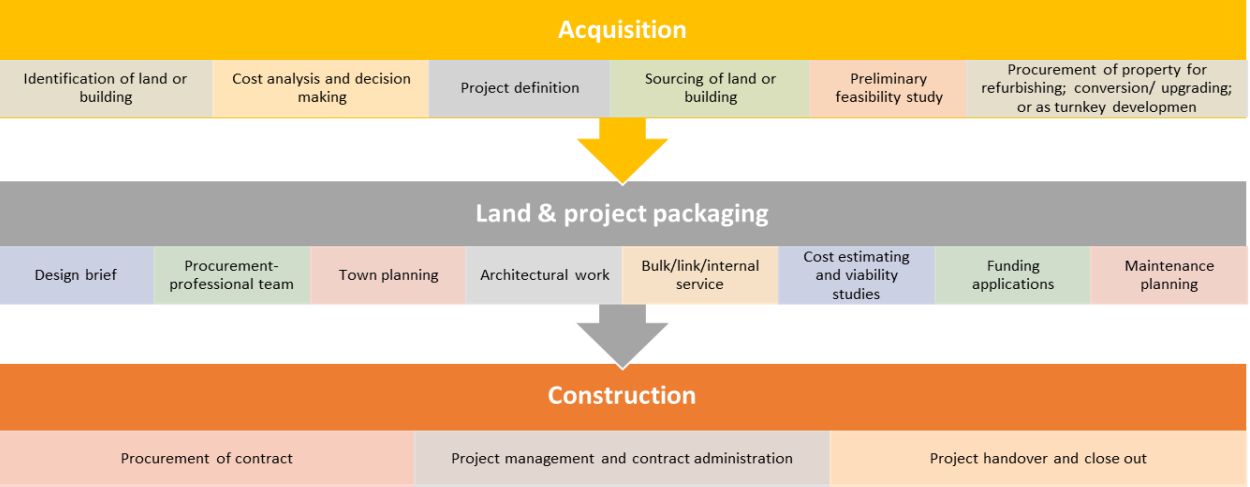 Acquisition
Identification of land or
building
Cost analysis and decision
making
Project definition
Sourcing of land or
building
Preliminary
feasibility study
Procurement of property for
refurbishing; conversion/ upgrading;
or as turnkey developmen
Land & project packaging
Design brief
Procurement-
professional team
Town planning
Architectural work
Bulk/link/internal
service
Cost estimating
and viability
studies
Funding
applications
Maintenance
planning
Construction
Procurement of contract
Project management and contract administration
Project handover and close out